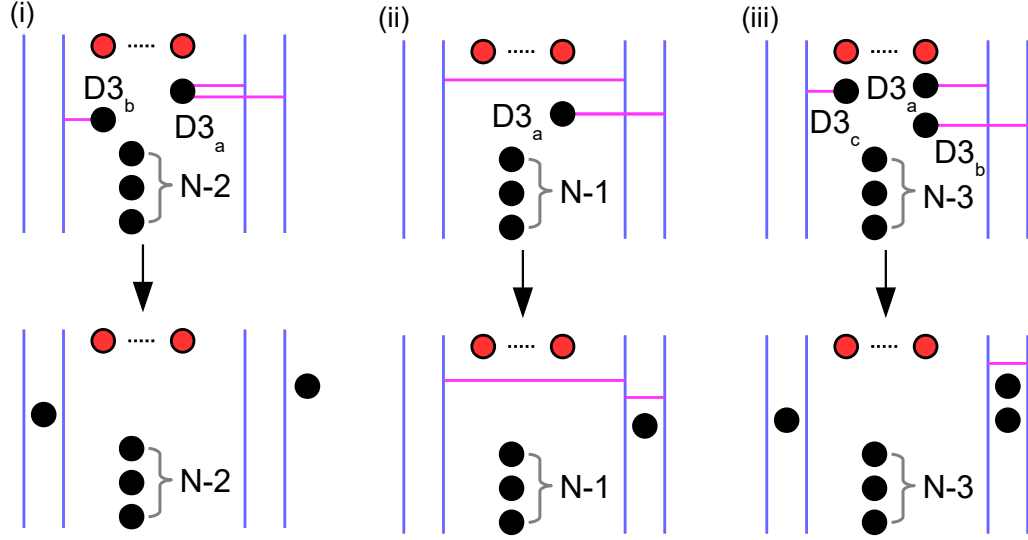 (i)
D3b
D3a
N-2
N-2
(ii)
D3a
N-1
N-1
(iii)
D3a
D3c
D3b
N-3
N-3